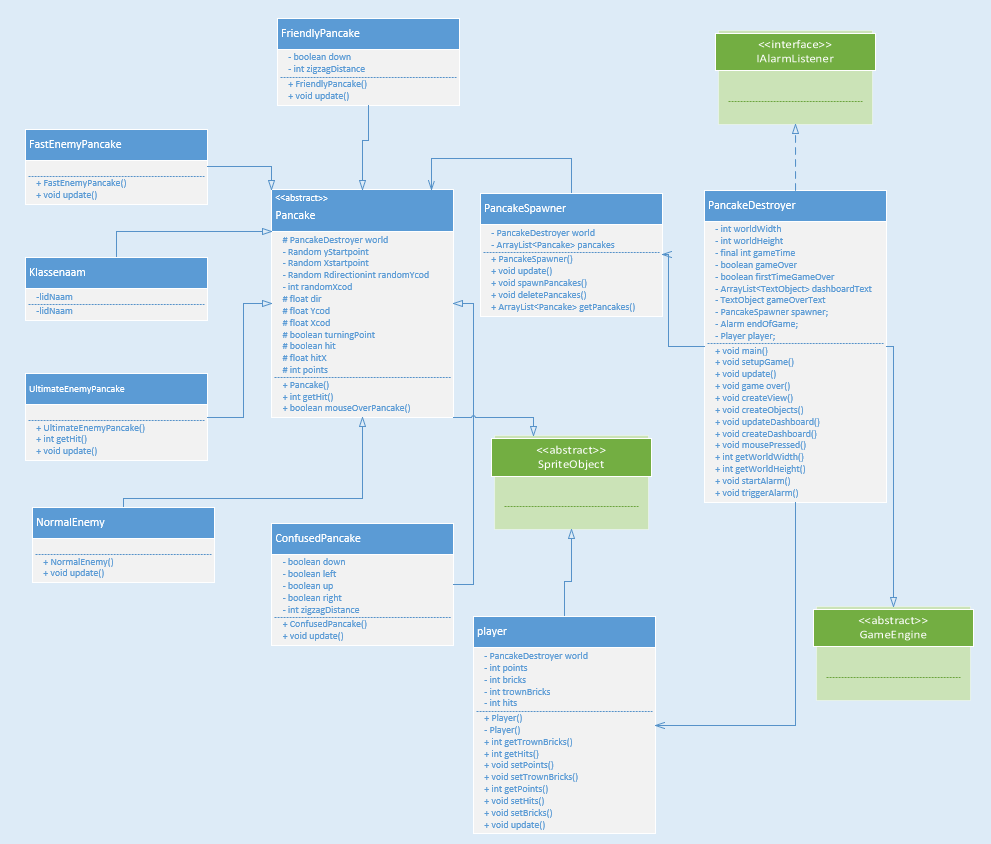 FriendlyPancake
- boolean down
- int zigzagDistance
+ FriendlyPancake()
+ void update()
<<interface>>
IAlarmListener
FastEnemyPancake
+ FastEnemyPancake()
+ void update()
<<abstract>>
Pancake
# PancakeDestroyer world
- Random yStartpoint
- Random Xstartpoint
- Random Rdirectionint randomYcod
- int randomXcod
# float dir
# float Ycod
# float Xcod
# boolean turningPoint
# boolean hit
# float hitX
# int points
+ Pancake()
+ int getHit()
+ boolean mouseOverPancake()
PancakeSpawner
- PancakeDestroyer world
- ArrayList<Pancake> pancakes
+ PancakeSpawner()
+ void update()
+ void spawnPancakes()
+ void deletePancakes()
+ ArrayList<Pancake> getPancakes()
PancakeDestroyer
- int worldWidth
- int worldHeight
- final int gameTime
- boolean gameOver
- boolean firstTimeGameOver
- ArrayList<TextObject> dashboardText
- TextObject gameOverText
- PancakeSpawner spawner;
- Alarm endOfGame;
- Player player;
+ void main()
+ void setupGame()
+ void update()
+ void game over()
+ void createView()
+ void createObjects()
+ void updateDashboard()
+ void createDashboard()
+ void mousePressed()
+ int getWorldWidth()
+ int getWorldHeight()
+ void startAlarm()
+ void triggerAlarm()
Klassenaam
-lidNaam
-lidNaam
UltimateEnemyPancake
+ UltimateEnemyPancake()
+ int getHit()
+ void update()
<<abstract>>
SpriteObject
NormalEnemy
+ NormalEnemy()
+ void update()
ConfusedPancake
- boolean down
- boolean left
- boolean up
- boolean right
- int zigzagDistance
+ ConfusedPancake()
+ void update()
player
- PancakeDestroyer world
- int points
- int bricks
- int trownBricks
- int hits
+ Player()
- Player()
+ int getTrownBricks()
+ int getHits()
+ void setPoints()
+ void setTrownBricks()
+ int getPoints()
+ void setHits()
+ void setBricks()
+ void update()
<<abstract>>
GameEngine